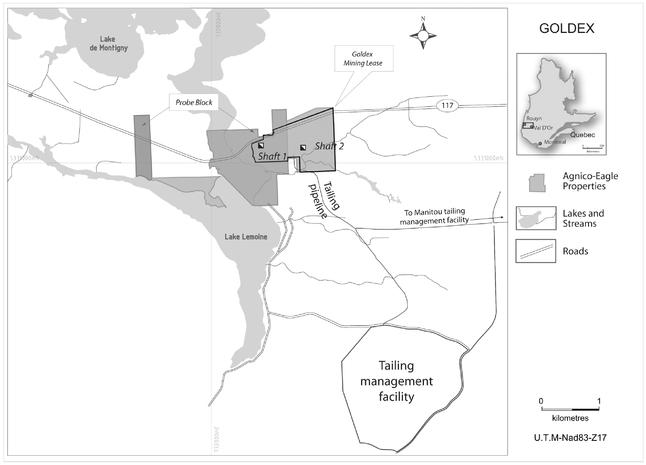 GOLDEX
Lake
de Montigny
N
Goldex
Mining Lease
Probe Block
117
Shaft 1
Shaft 2
Tailing
pipeline
To Manitou tailing
management facility
Lake Lemoine
Tailing
management
facility
Rouyn
Val D'Or
Quebec
Montreal
Agnico-Eagle
Properties
Lakes and
Streams
Roads
0 1
kilometres
U.T.M-Nad83-Z17